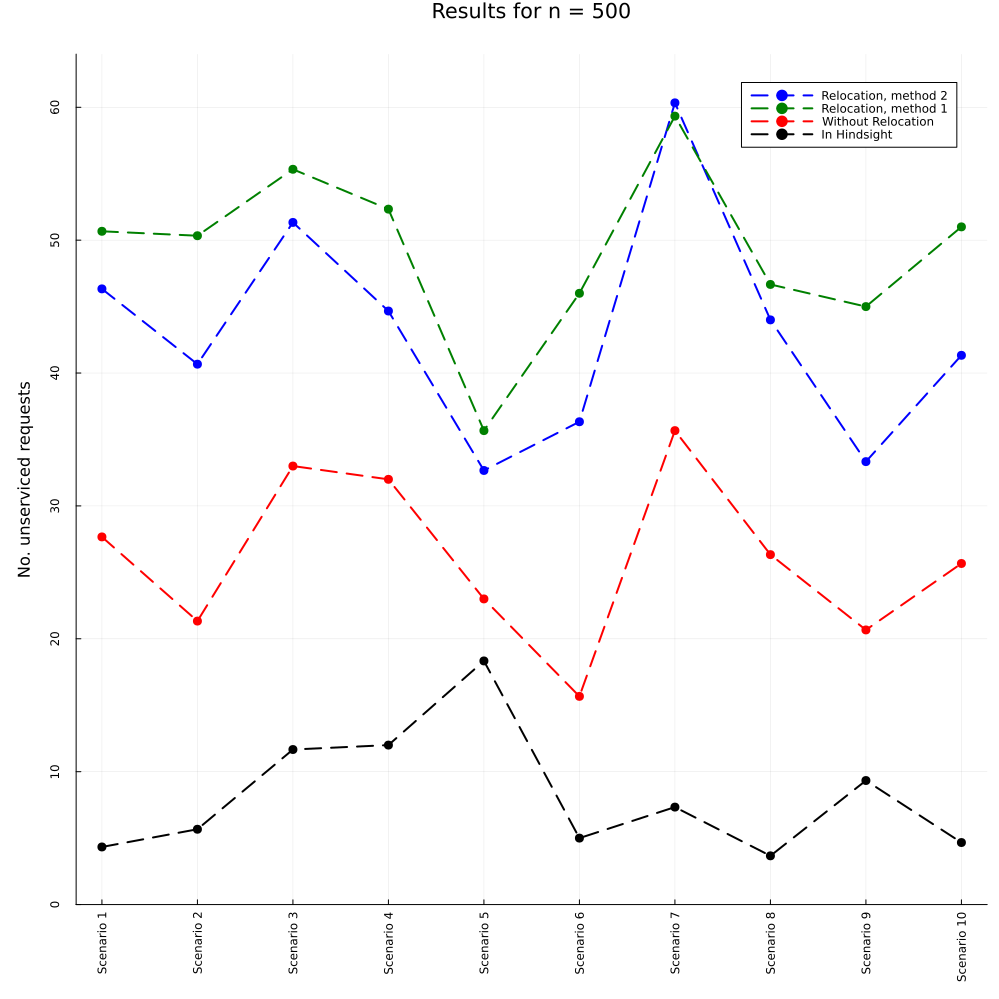 Results for n = 500
Relocation, method 2
Relocation, method 1
Without Relocation
In Hindsight
No. unserviced requests
60
50
40
30
20
10
0
Scenario 1
Scenario 2
Scenario 3
Scenario 4
Scenario 5
Scenario 6
Scenario 7
Scenario 8
Scenario 9
Scenario 10